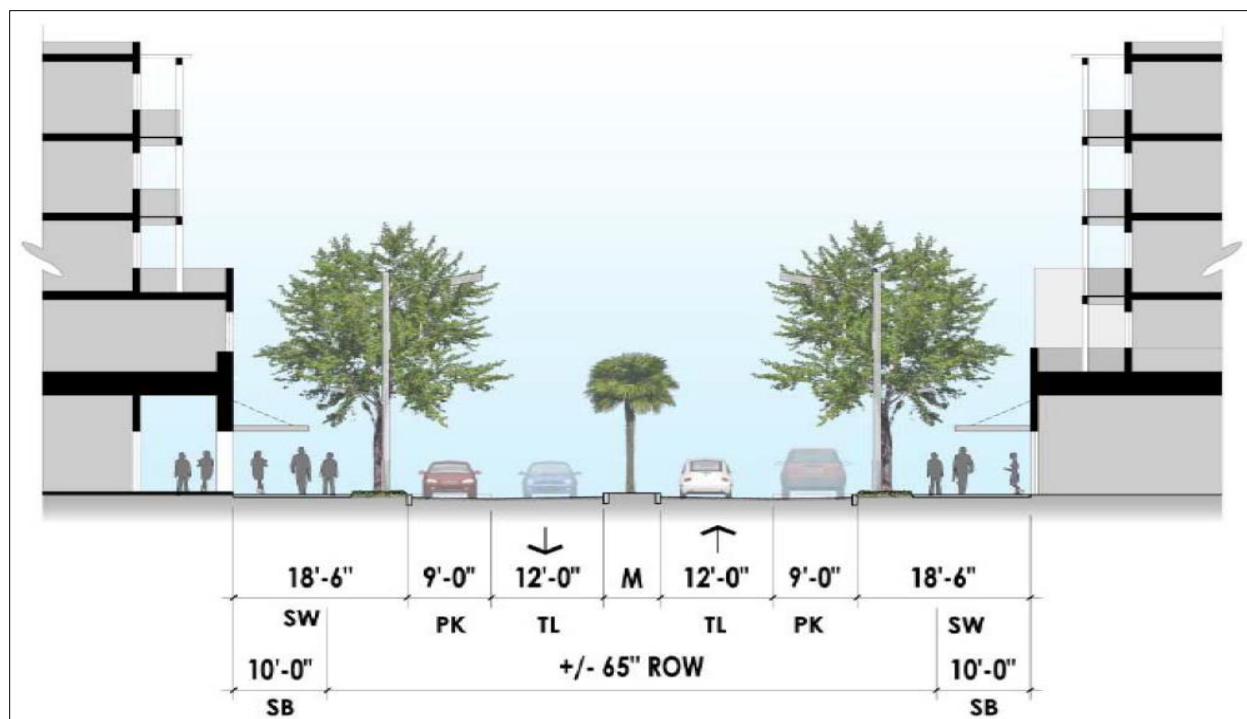 18'-6" 9'-0" 12'-0" M 12'-0" 9'-0" 18'-6"
SW PK TL TL PK SW
10'-0" +/- 65" ROW 10'-0"
SB SB